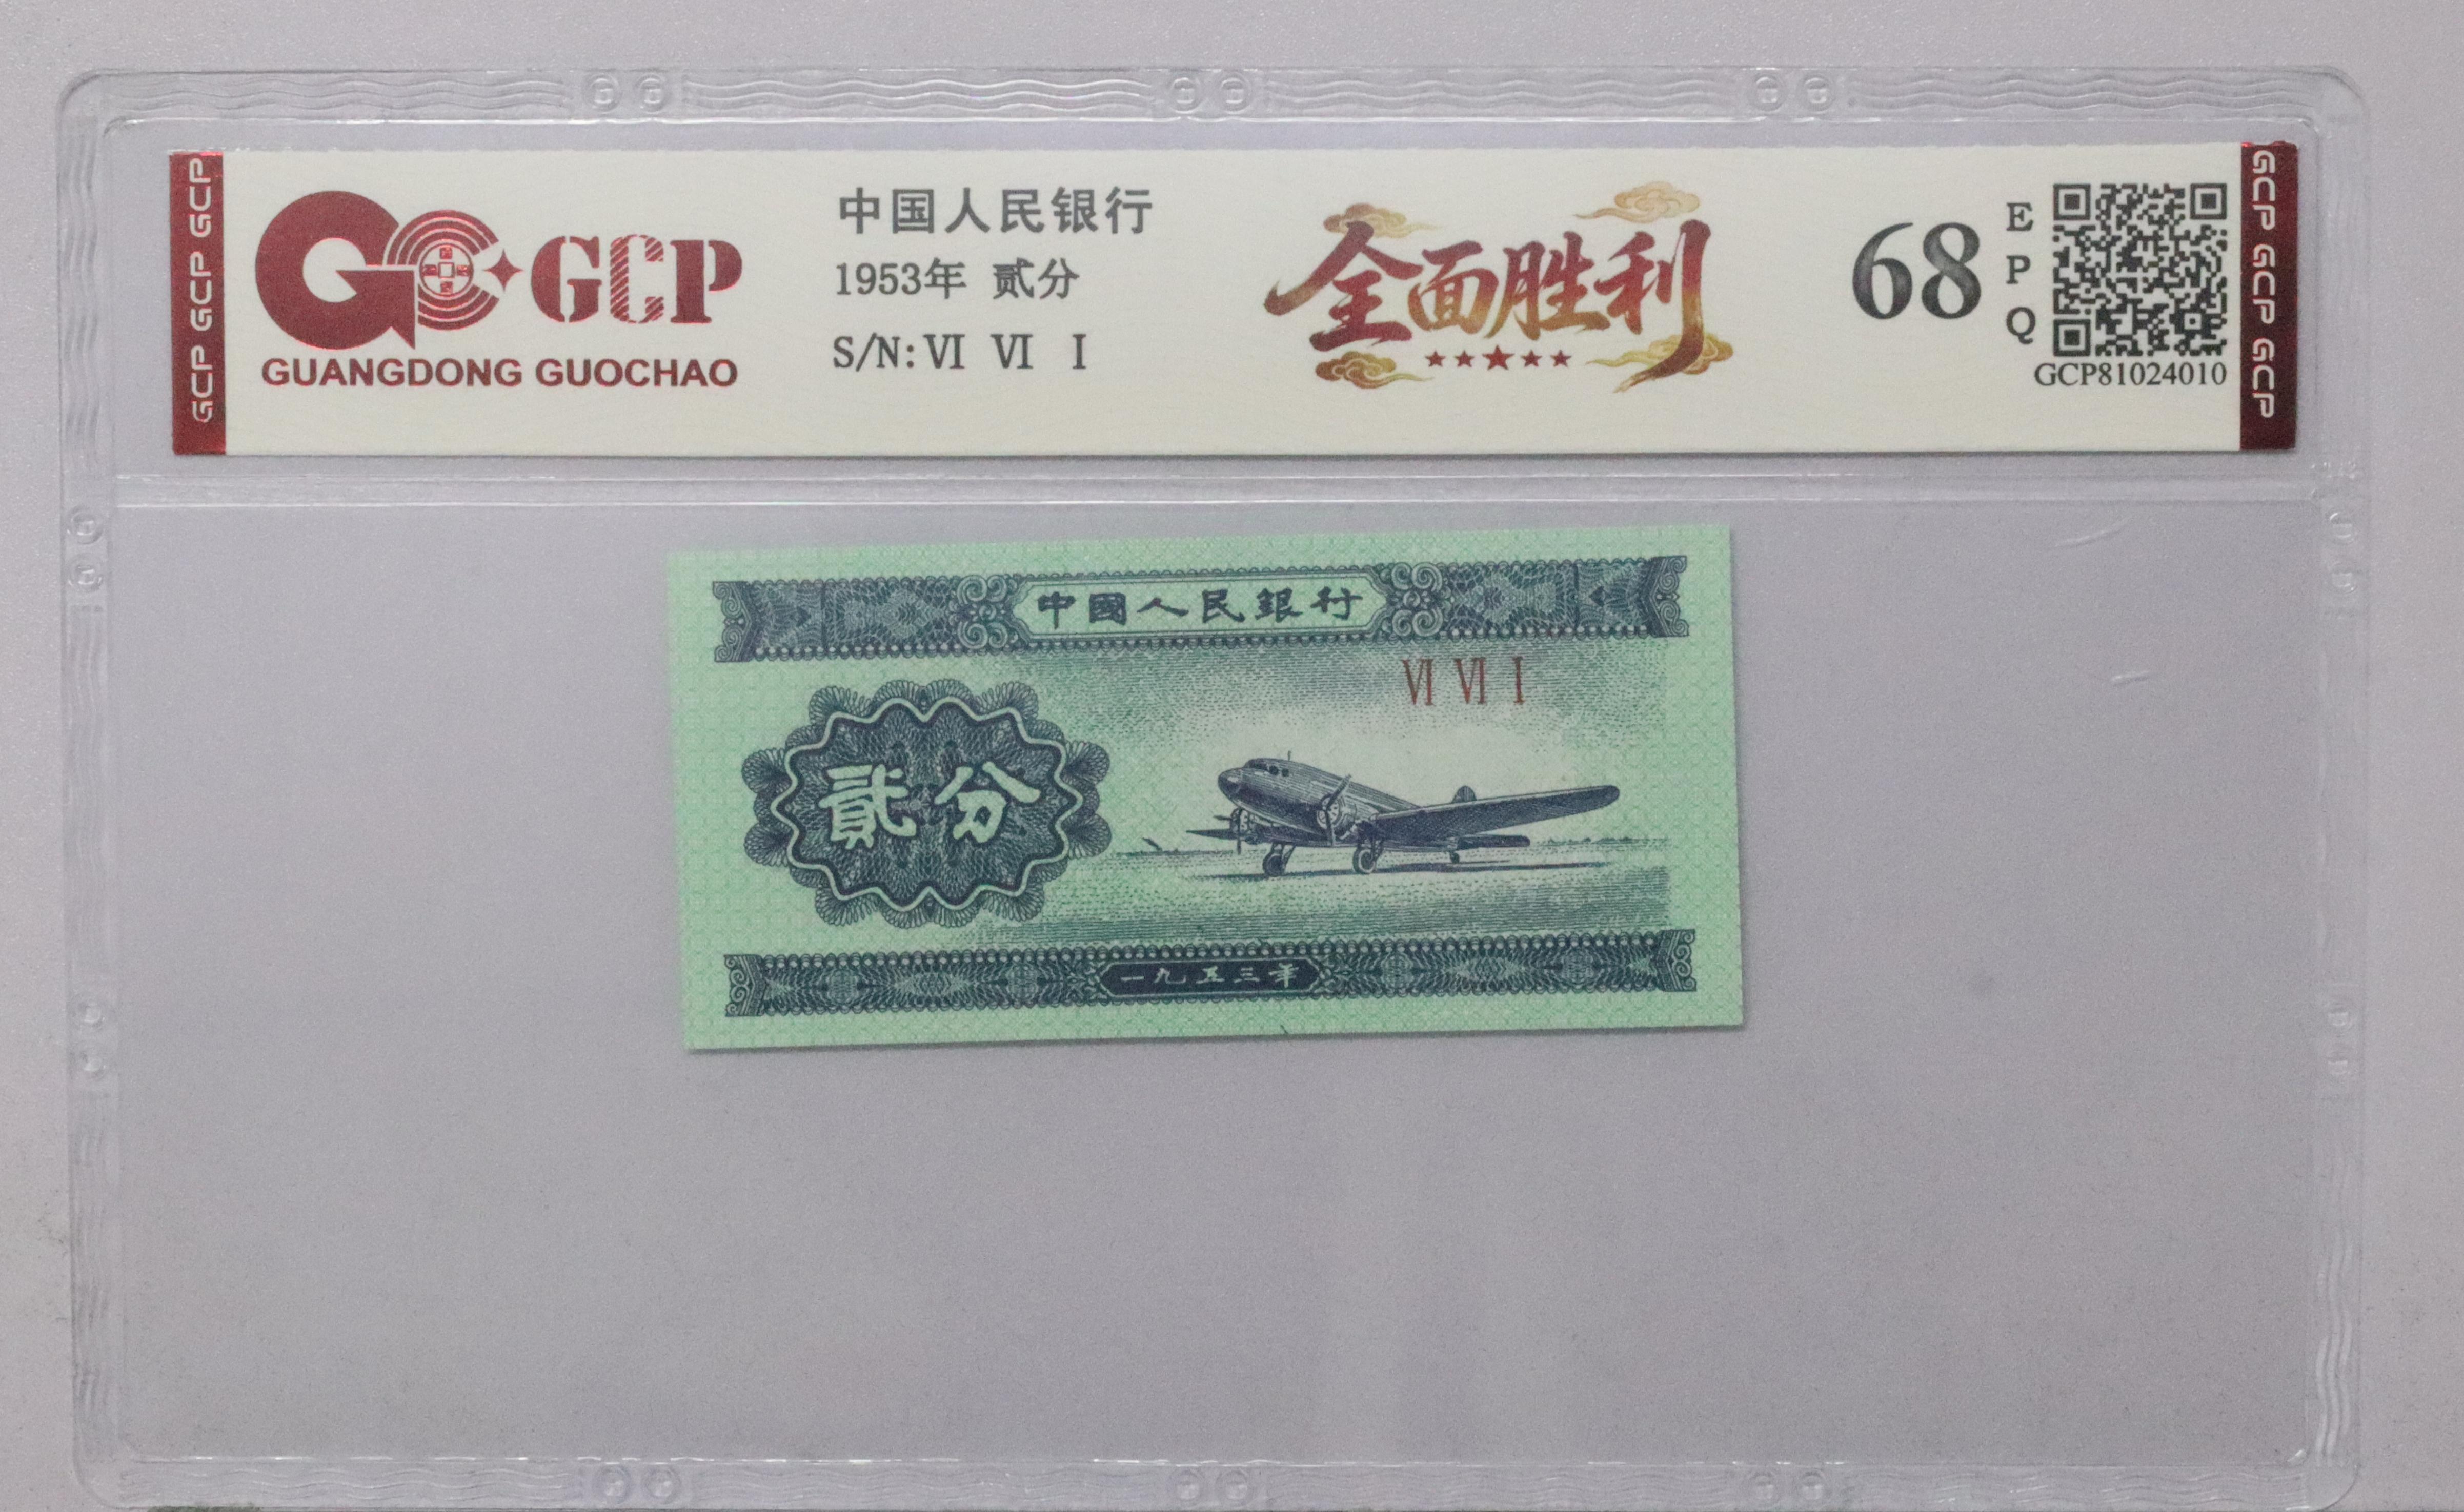 GCP GCP GCP
GCP
GUANGDONG GUOCHAO
中国人民银行
1953年 贰分
S/N: VI VI I
全面胜利
68
E
P
Q
GCP81024010
GCP GCP GCP
中國人民銀行
VI VI I
貳分
一九五三年